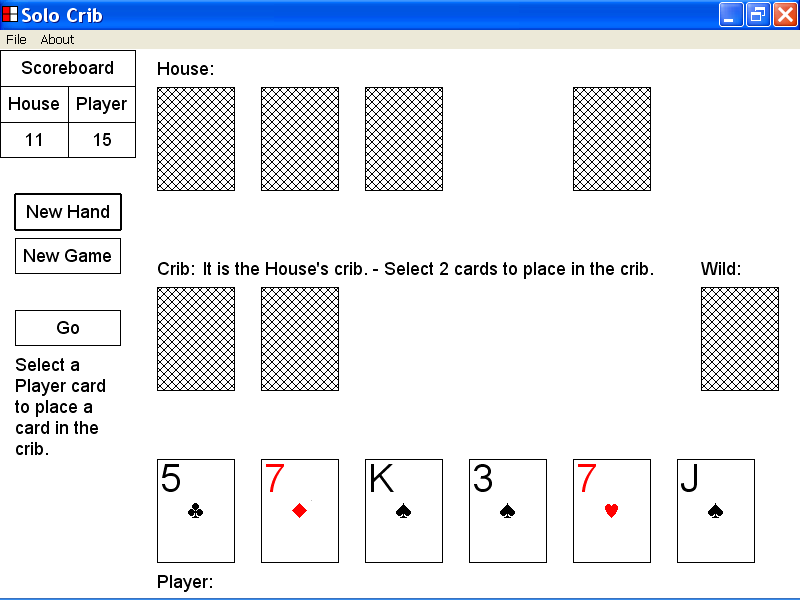 Solo Crib
File About
Scoreboard
House Player
11 15
New Hand
New Game
Go
Select a
Player card
to place a
card in the
crib.
House:
Crib: It is the House's crib. - Select 2 cards to place in the crib.
Wild:
5 7 K 3 7 J
Player: